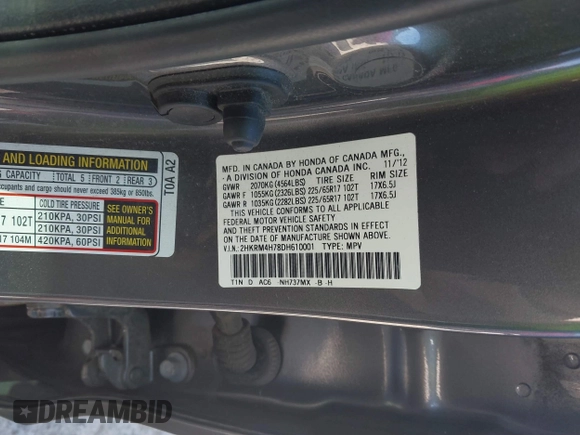 AND LOADING INFORMATION
CAPACITY TOTAL 5 FRONT 2 REAR 3
occupants and cargo should never exceed 385kg or 850lbs.
COLD TIRE PRESSURE
7 102T 210KPA, 30PSI
210KPA, 30PSI
17 104M 420KPA, 60PSI
SEE OWNER'S
MANUAL FOR
ADDITIONAL
INFORMATION
T0A A2
MFD. IN CANADA BY HONDA OF CANADA MFG.,
A DIVISION OF HONDA CANADA INC. 11/'12
GVWR 2070KG (4564LBS) TIRE SIZE RIM SIZE
GAWR F 1055KG (2326LBS) 225/65R17 102T 17X6.5J
GAWR R 1035KG (2282LBS) 225/65R17 102T 17X6.5J
THIS VEHICLE CONFORMS TO ALL APPLICABLE
FEDERAL MOTOR VEHICLE SAFETY AND
THEFT PREVENTION STANDARDS IN EFFECT
ON THE DATE OF MANUFACTURE SHOWN ABOVE.
V.I.N.: 2HKRM4H78DH610001 TYPE: MPV
T1N D AC6 NH737MX -B -H
DREAMBID